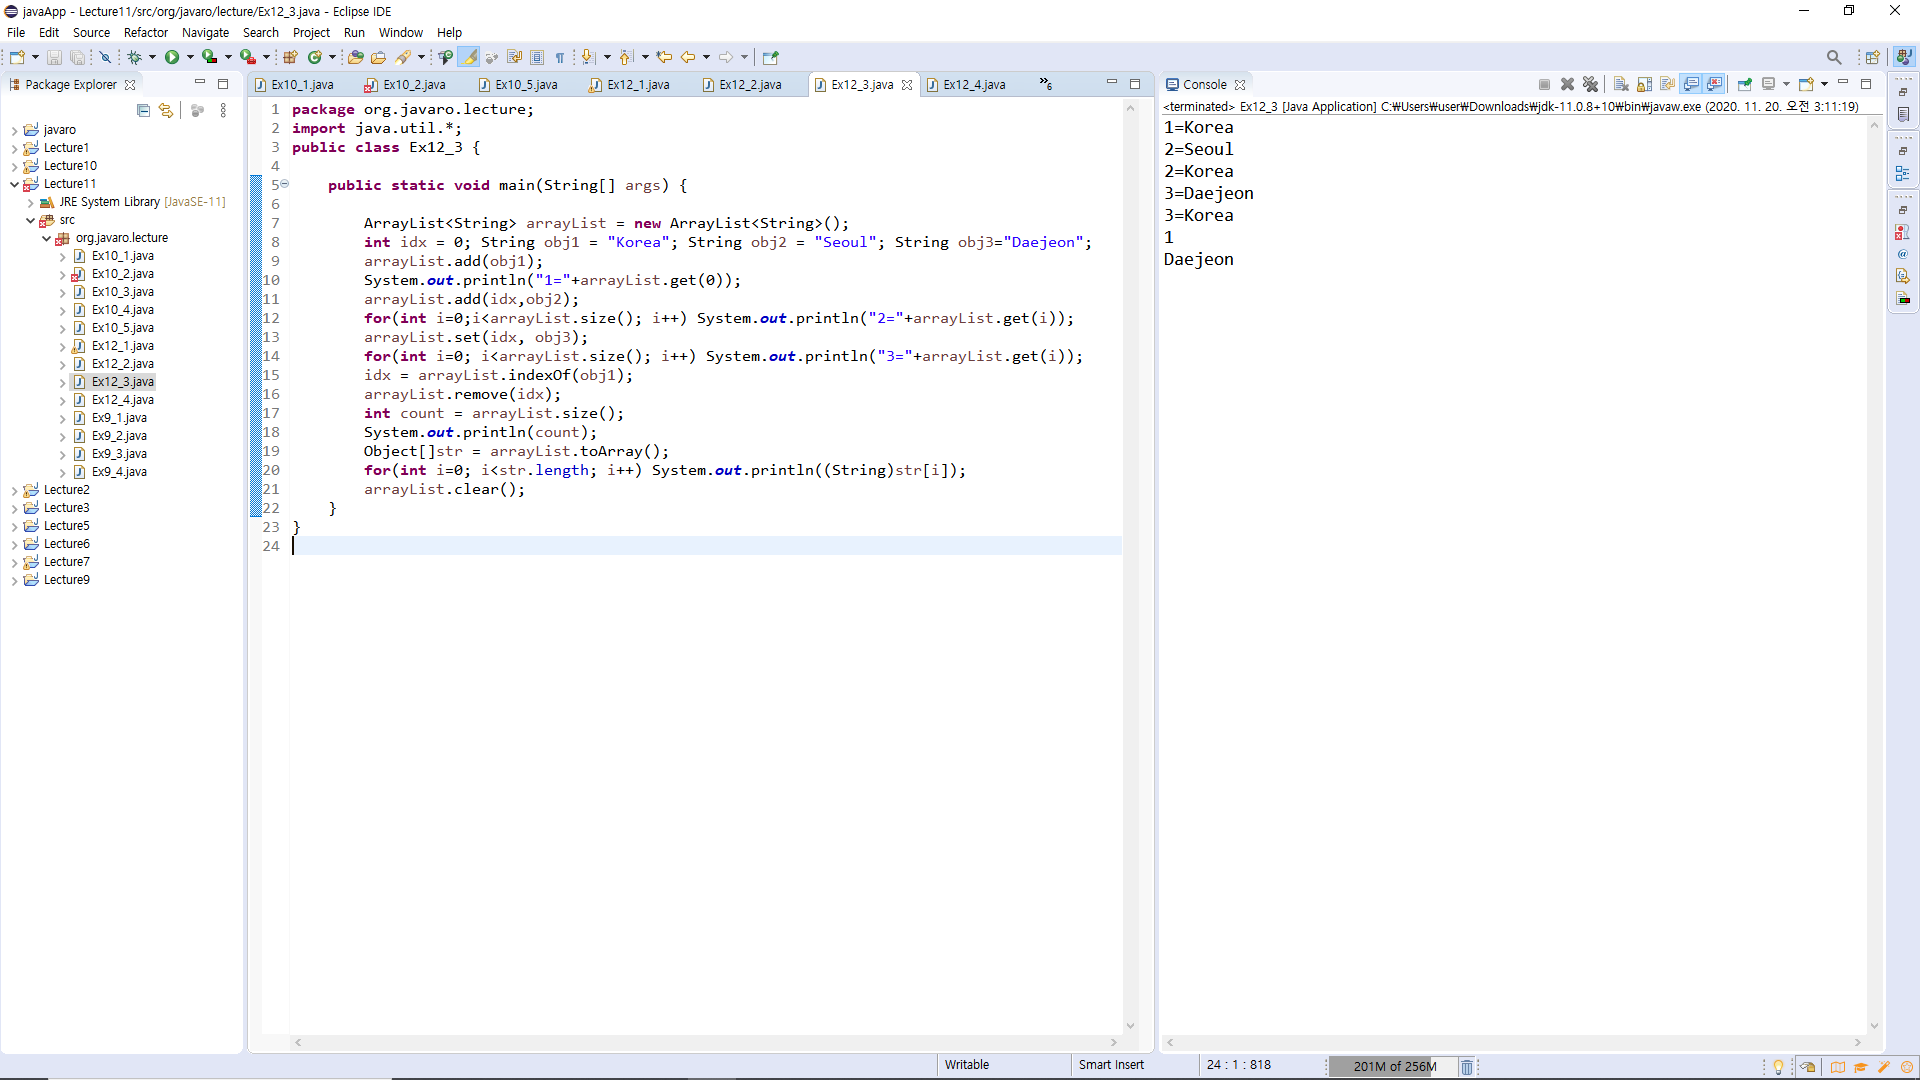 javaApp - Lecture11/src/org/javaro/lecture/Ex12_3.java - Eclipse IDE
File Edit Source Refactor Navigate Search Project Run Window Help
Package Explorer
javaro
Lecture1
Lecture10
Lecture11
JRE System Library [JavaSE-11]
src
org.javaro.lecture
Ex10_1.java
Ex10_2.java
Ex10_3.java
Ex10_4.java
Ex10_5.java
Ex12_1.java
Ex12_2.java
Ex12_3.java
Ex12_4.java
Ex9_1.java
Ex9_2.java
Ex9_3.java
Ex9_4.java
Lecture2
Lecture3
Lecture5
Lecture6
Lecture7
Lecture9
Ex10_1.java Ex10_2.java Ex10_5.java Ex12_1.java Ex12_2.java Ex12_3.java Ex12_4.java »6
1 package org.javaro.lecture;
2 import java.util.*;
3 public class Ex12_3 {
4
5 public static void main(String[] args) {
6
7 ArrayList<String> arrayList = new ArrayList<String>();
8 int idx = 0; String obj1 = "Korea"; String obj2 = "Seoul"; String obj3="Daejeon";
9 arrayList.add(obj1);
10 System.out.println("1="+arrayList.get(0));
11 arrayList.add(idx,obj2);
12 for(int i=0;i<arrayList.size(); i++) System.out.println("2="+arrayList.get(i));
13 arrayList.set(idx, obj3);
14 for(int i=0; i<arrayList.size(); i++) System.out.println("3="+arrayList.get(i));
15 idx = arrayList.indexOf(obj1);
16 arrayList.remove(idx);
17 int count = arrayList.size();
18 System.out.println(count);
19 Object[]str = arrayList.toArray();
20 for(int i=0; i<str.length; i++) System.out.println((String)str[i]);
21 arrayList.clear();
22 }
23 }
24
Console
<terminated> Ex12_3 [Java Application] C:₩Users₩user₩Downloads₩jdk-11.0.8+10₩bin₩javaw.exe (2020. 11. 20. 오전 3:11:19)
1=Korea
2=Seoul
2=Korea
3=Daejeon
3=Korea
1
Daejeon
Writable Smart Insert 24 : 1 : 818 201M of 256M